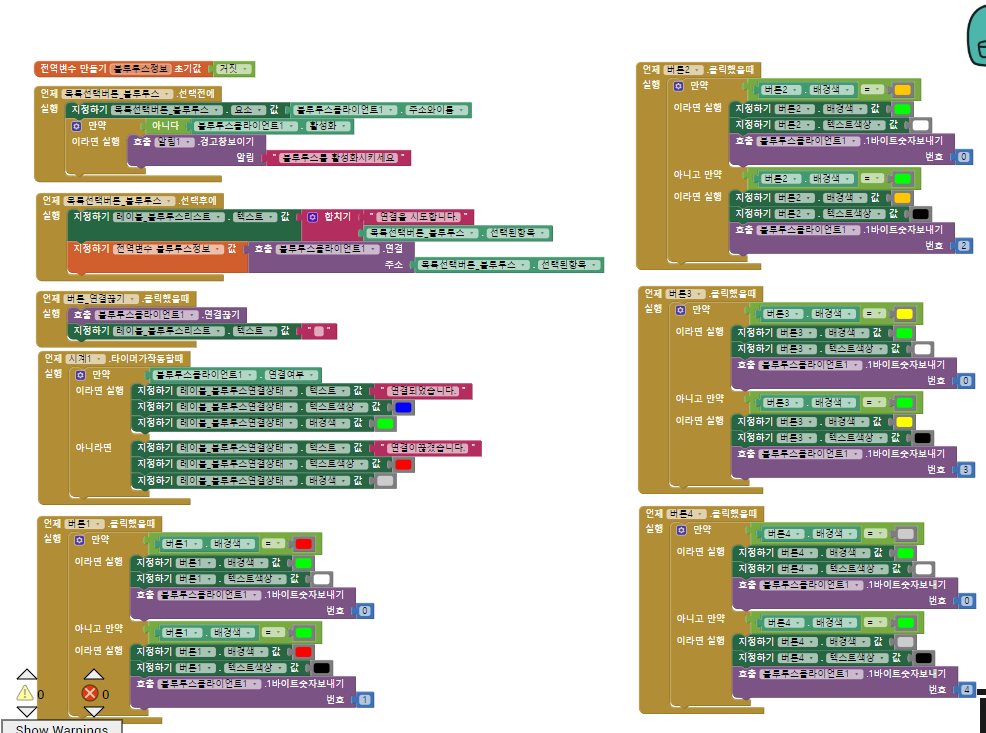 전역변수 만들기 블루투스정보 초기값 거짓
언제 목록선택버튼_블루투스 .선택전에
실행 지정하기 목록선택버튼_블루투스 . 요소 값 블루투스클라이언트1 . 주소와이름
만약 아니다 블루투스클라이언트1 . 활성화
이라면 실행 호출 알림1 .경고창보이기
알림 " 블루투스를 활성화시키세요 "
언제 목록선택버튼_블루투스 .선택후에
실행 지정하기 레이블_블루투스리스트 . 텍스트 값 합치기 " 연결을 시도합니다. "
목록선택버튼_블루투스 . 선택된항목
지정하기 전역변수 블루투스정보 값 호출 블루투스클라이언트1 .연결
주소 목록선택버튼_블루투스 . 선택된항목
언제 버튼_연결끊기 .클릭했을때
실행 호출 블루투스클라이언트1 .연결끊기
지정하기 레이블_블루투스리스트 . 텍스트 값 " "
언제 시계1 .타이머가작동할때
실행 만약 블루투스클라이언트1 . 연결여부
이라면 실행 지정하기 레이블_블루투스연결상태 . 텍스트 값 " 연결되었습니다. "
지정하기 레이블_블루투스연결상태 . 텍스트색상 값
지정하기 레이블_블루투스연결상태 . 배경색 값
아니라면 지정하기 레이블_블루투스연결상태 . 텍스트 값 " 연결이끊겼습니다. "
지정하기 레이블_블루투스연결상태 . 텍스트색상 값
지정하기 레이블_블루투스연결상태 . 배경색 값
언제 버튼1 .클릭했을때
실행 만약 버튼1 . 배경색 =
이라면 실행 지정하기 버튼1 . 배경색 값
지정하기 버튼1 . 텍스트색상 값
호출 블루투스클라이언트1 .1바이트숫자보내기
번호 0
아니고 만약 버튼1 . 배경색 =
이라면 실행 지정하기 버튼1 . 배경색 값
지정하기 버튼1 . 텍스트색상 값
호출 블루투스클라이언트1 .1바이트숫자보내기
번호 1
0 0
Show Warnings
언제 버튼2 .클릭했을때
실행 만약 버튼2 . 배경색 =
이라면 실행 지정하기 버튼2 . 배경색 값
지정하기 버튼2 . 텍스트색상 값
호출 블루투스클라이언트1 .1바이트숫자보내기
번호 0
아니고 만약 버튼2 . 배경색 =
이라면 실행 지정하기 버튼2 . 배경색 값
지정하기 버튼2 . 텍스트색상 값
호출 블루투스클라이언트1 .1바이트숫자보내기
번호 2
언제 버튼3 .클릭했을때
실행 만약 버튼3 . 배경색 =
이라면 실행 지정하기 버튼3 . 배경색 값
지정하기 버튼3 . 텍스트색상 값
호출 블루투스클라이언트1 .1바이트숫자보내기
번호 0
아니고 만약 버튼3 . 배경색 =
이라면 실행 지정하기 버튼3 . 배경색 값
지정하기 버튼3 . 텍스트색상 값
호출 블루투스클라이언트1 .1바이트숫자보내기
번호 3
언제 버튼4 .클릭했을때
실행 만약 버튼4 . 배경색 =
이라면 실행 지정하기 버튼4 . 배경색 값
지정하기 버튼4 . 텍스트색상 값
호출 블루투스클라이언트1 .1바이트숫자보내기
번호 0
아니고 만약 버튼4 . 배경색 =
이라면 실행 지정하기 버튼4 . 배경색 값
지정하기 버튼4 . 텍스트색상 값
호출 블루투스클라이언트1 .1바이트숫자보내기
번호 4